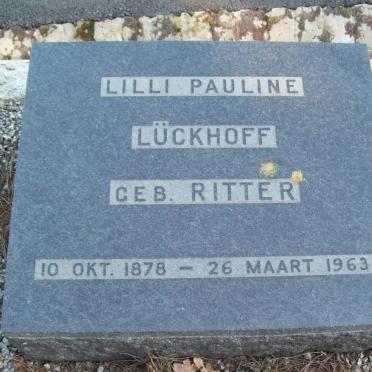 LILLI PAULINE
LÜCKHOFF
GEB. RITTER
10 OKT. 1878 — 26 MAART 1963